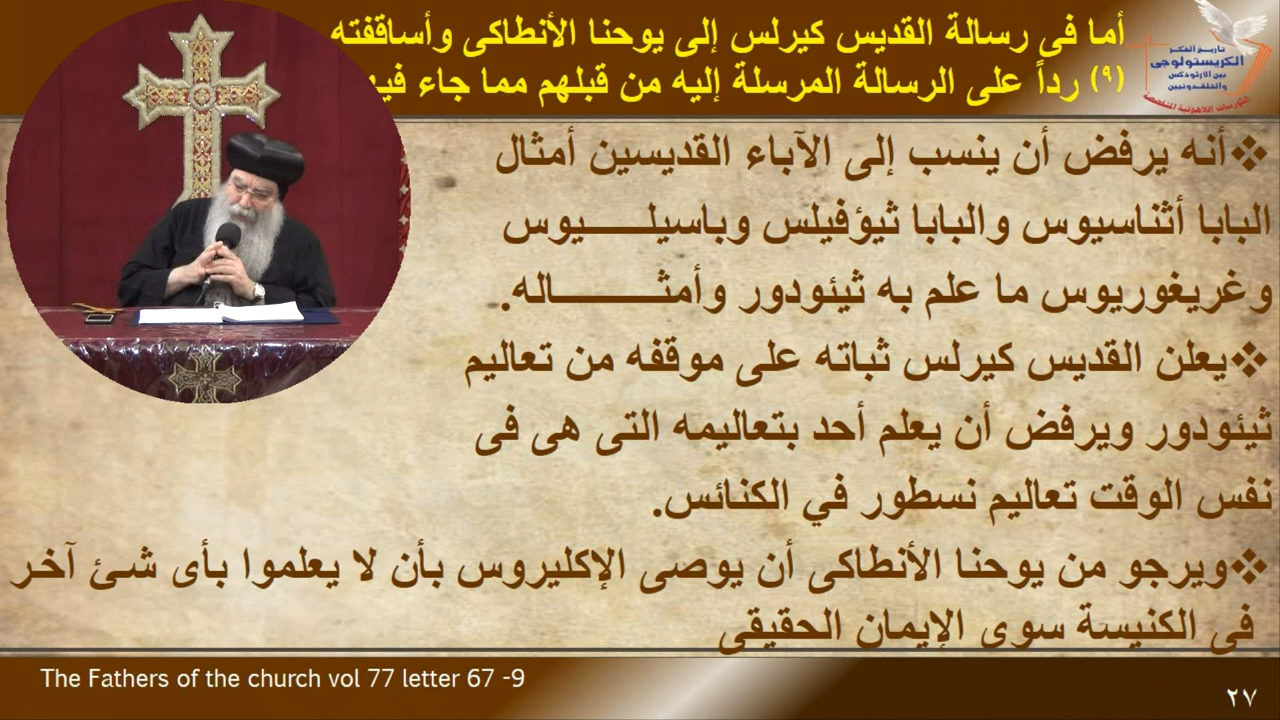 أما فى رسالة القديس كيرلس إلى يوحنا الأنطاكى وأساقفته
(٩) رداً على الرسالة المرسلة إليه من قبلهم مما جاء فيه
تاريخ الفكر
الكريستولوجى
بين الأرثوذكس
والخلقدونيين
الكورسات اللاهوتية المتخصصة
❖أنه يرفض أن ينسب إلى الآباء القديسين أمثال
البابا أثناسيوس والبابا ثيؤفيلس وباسيليوس
وغريغوريوس ما علم به ثيئودور وأمثاله.
❖يعلن القديس كيرلس ثباته على موقفه من تعاليم
ثيئودور ويرفض أن يعلم أحد بتعاليمه التى هى فى
نفس الوقت تعاليم نسطور في الكنائس.
❖ويرجو من يوحنا الأنطاكى أن يوصى الإكليروس بأن لا يعلموا بأى شئ آخر
فى الكنيسة سوى الإيمان الحقيقى
The Fathers of the church vol 77 letter 67 -9
٢٧